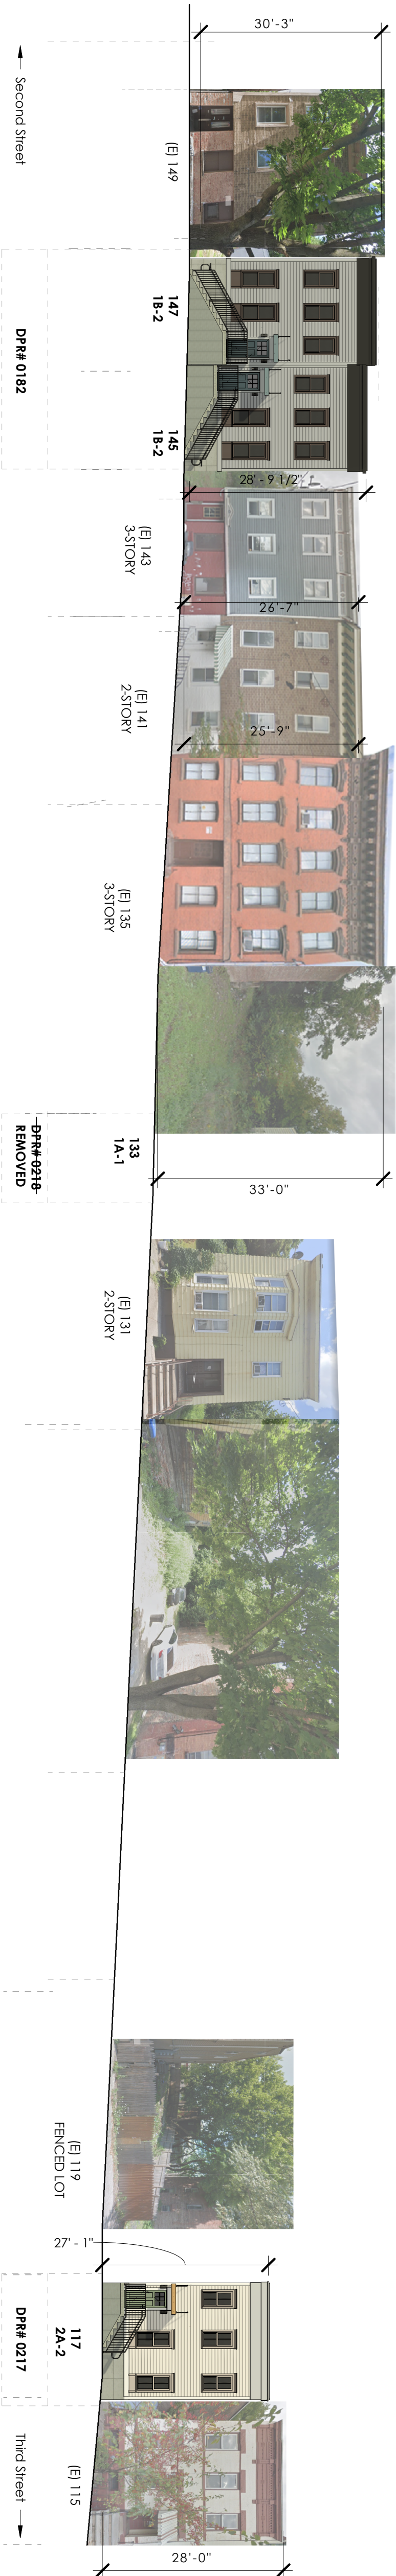 30'-3"
Second Street
(E) 149
147
1B-2
145
1B-2
DPR# 0182
28' - 9 1/2"
(E) 143
3-STORY
26'-7"
(E) 141
2-STORY
25'-9"
(E) 135
3-STORY
133
1A-1
DPR# 0218
REMOVED
33'-0"
(E) 131
2-STORY
(E) 119
FENCED LOT
27' - 1"
117
2A-2
DPR# 0217
(E) 115
Third Street
28'-0"